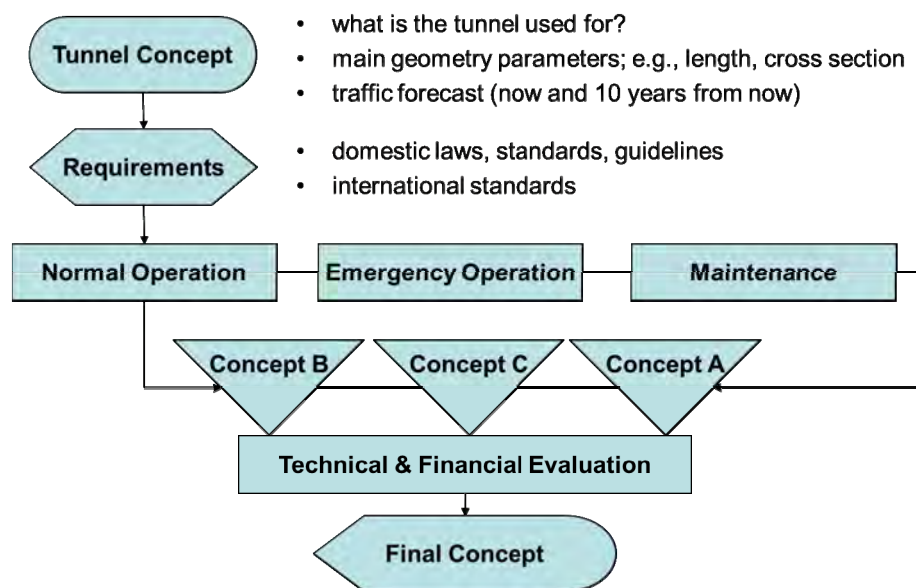 Tunnel Concept
• what is the tunnel used for?
• main geometry parameters; e.g., length, cross section
• traffic forecast (now and 10 years from now)
Requirements
• domestic laws, standards, guidelines
• international standards
Normal Operation
Emergency Operation
Maintenance
Concept B
Concept C
Concept A
Technical & Financial Evaluation
Final Concept